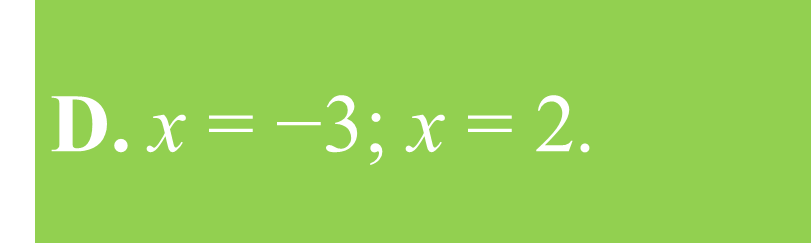 D. x = −3; x = 2.